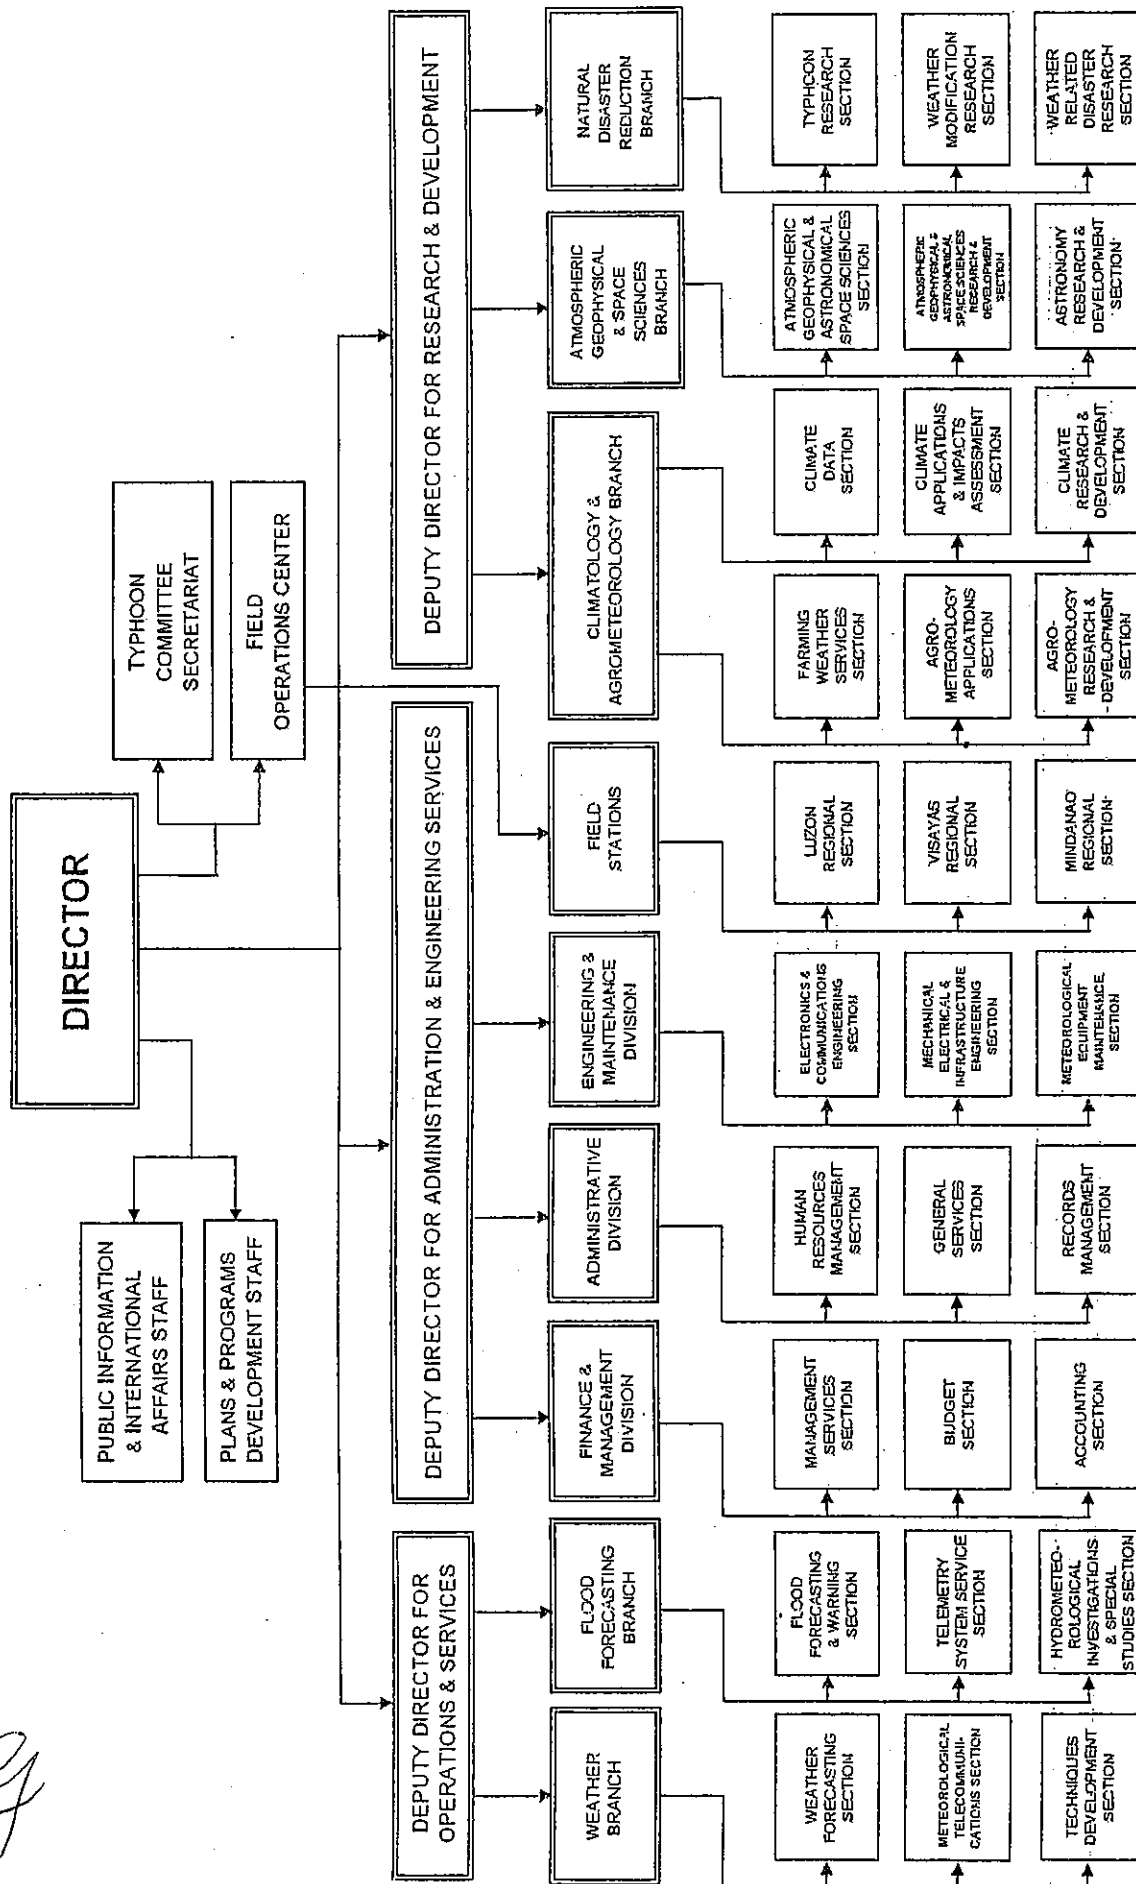 DIRECTOR
PUBLIC INFORMATION
& INTERNATIONAL
AFFAIRS STAFF
PLANS & PROGRAMS
DEVELOPMENT STAFF
TYPHOON
COMMITTEE
SECRETARIAT
FIELD
OPERATIONS CENTER
DEPUTY DIRECTOR FOR
OPERATIONS & SERVICES
DEPUTY DIRECTOR FOR ADMINISTRATION & ENGINEERING SERVICES
DEPUTY DIRECTOR FOR RESEARCH & DEVELOPMENT
WEATHER
BRANCH
FLOOD
FORECASTING
BRANCH
FINANCE &
MANAGEMENT
DIVISION
ADMINISTRATIVE
DIVISION
ENGINEERING &
MAINTENANCE
DIVISION
FIELD
STATIONS
CLIMATOLOGY &
AGROMETEOROLOGY BRANCH
ATMOSPHERIC
GEOPHYSICAL
& SPACE
SCIENCES
BRANCH
NATURAL
DISASTER
REDUCTION
BRANCH
WEATHER
FORECASTING
SECTION
FLOOD
FORECASTING
& WARNING
SECTION
MANAGEMENT
SERVICES
SECTION
HUMAN
RESOURCES
MANAGEMENT
SECTION
ELECTRONICS &
COMMUNICATIONS
ENGINEERING
SECTION
LUZON
REGIONAL
SECTION
FARMING
WEATHER
SERVICES
SECTION
CLIMATE
DATA
SECTION
ATMOSPHERIC
GEOPHYSICAL &
ASTRONOMICAL
SPACE SCIENCES
SECTION
TYPHOON
RESEARCH
SECTION
METEOROLOGICAL
TELECOMMUNI-
CATIONS SECTION
TELEMETRY
SYSTEM SERVICE
SECTION
BUDGET
SECTION
GENERAL
SERVICES
SECTION
MECHANICAL
ELECTRICAL &
INFRASTRUCTURE
ENGINEERING
SECTION
VISAYAS
REGIONAL
SECTION
AGRO-
METEOROLOGY
APPLICATIONS
SECTION
CLIMATE
APPLICATIONS
& IMPACTS
ASSESSMENT
SECTION
ATMOSPHERIC
GEOPHYSICAL &
ASTRONOMICAL
SPACE SCIENCES
RESEARCH &
DEVELOPMENT
SECTION
WEATHER
MODIFICATION
RESEARCH
SECTION
TECHNIQUES
DEVELOPMENT
SECTION
HYDROMETEO-
ROLOGICAL
INVESTIGATIONS
& SPECIAL
STUDIES SECTION
ACCOUNTING
SECTION
RECORDS
MANAGEMENT
SECTION
METEOROLOGICAL
EQUIPMENT
MAINTENANCE
SECTION
MINDANAO
REGIONAL
SECTION
AGRO-
METEOROLOGY
RESEARCH &
DEVELOPMENT
SECTION
CLIMATE
RESEARCH &
DEVELOPMENT
SECTION
ASTRONOMY
RESEARCH &
DEVELOPMENT
SECTION
WEATHER
RELATED
DISASTER
RESEARCH
SECTION